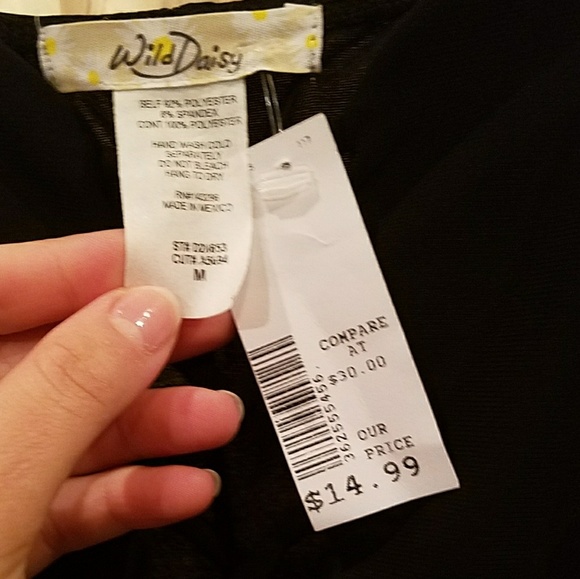 Wild Daisy
SELF 92% POLYESTER
8% SPANDEX
CONT 100% POLYESTER
HAND WASH COLD
SEPARATELY
DO NOT BLEACH
HANG TO DRY
MADE IN MEXICO
M
COMPARE
AT
$30.00
OUR
PRICE
$14.99